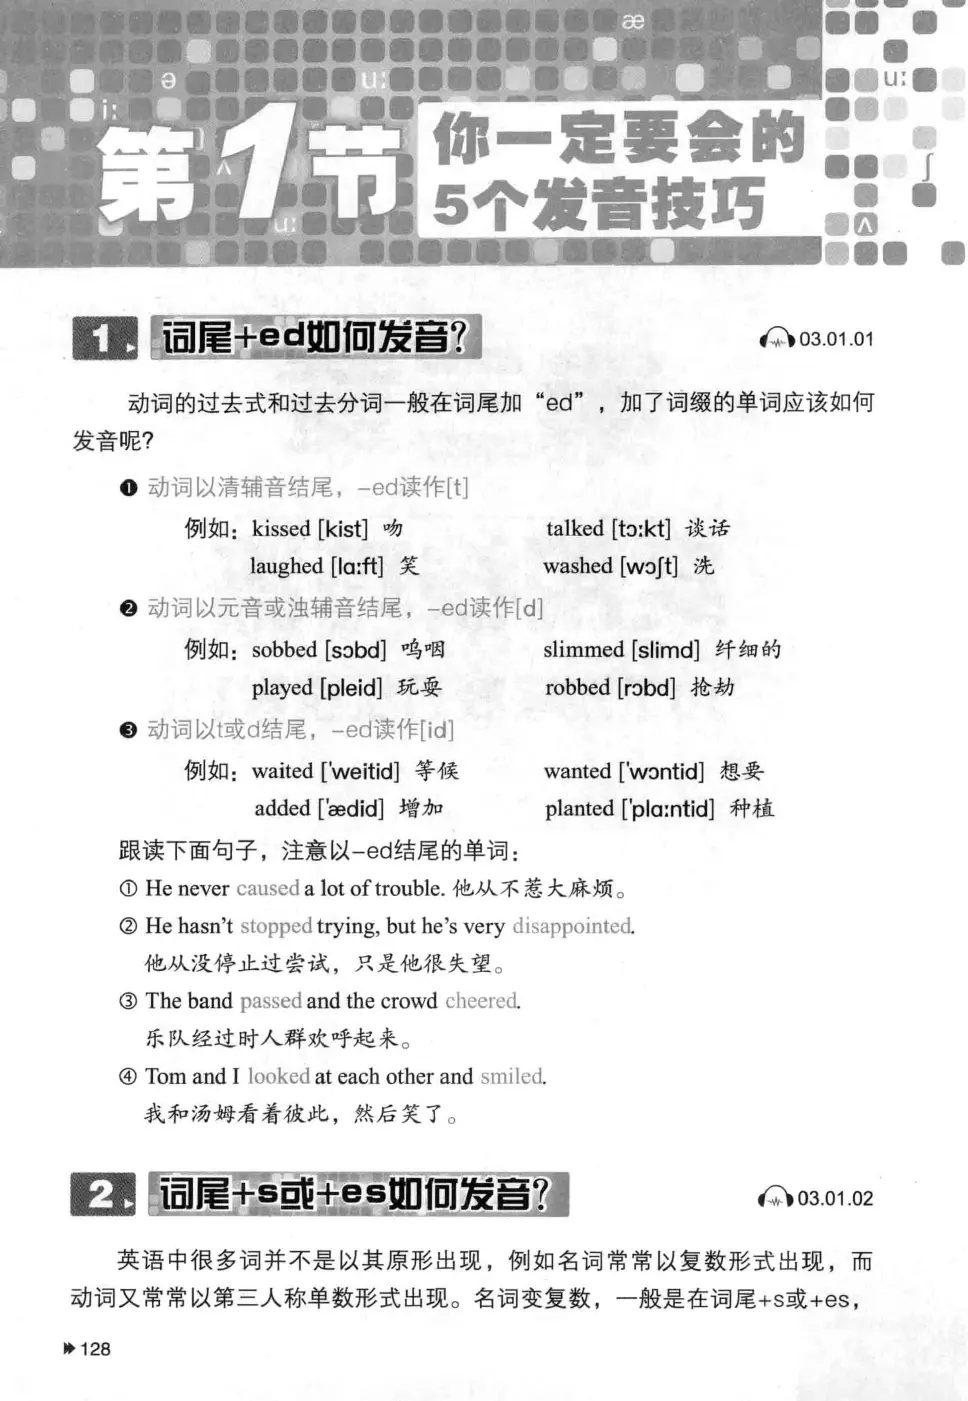 æ
ə
u:
u:
i:
ʌ
u:
ʃ
ʌ
第1节
你一定要会的
5个发音技巧
1 词尾+ed如何发音？ 03.01.01
动词的过去式和过去分词一般在词尾加“ed”，加了词缀的单词应该如何
发音呢？
❶ 动词以清辅音结尾，-ed读作[t]
例如：kissed [kist] 吻 talked [tɔ:kt] 谈话
laughed [lɑ:ft] 笑 washed [wɔʃt] 洗
❷ 动词以元音或浊辅音结尾，-ed读作[d]
例如：sobbed [sɔbd] 呜咽 slimmed [slimd] 纤细的
played [pleid] 玩耍 robbed [rɔbd] 抢劫
❸ 动词以t或d结尾，-ed读作[id]
例如：waited ['weitid] 等候 wanted ['wɔntid] 想要
added ['ædid] 增加 planted ['plɑ:ntid] 种植
跟读下面句子，注意以-ed结尾的单词：
① He never caused a lot of trouble. 他从不惹大麻烦。
② He hasn't stopped trying, but he's very disappointed.
他从没停止过尝试，只是他很失望。
③ The band passed and the crowd cheered.
乐队经过时人群欢呼起来。
④ Tom and I looked at each other and smiled.
我和汤姆看着彼此，然后笑了。
2 词尾+s或+es如何发音？ 03.01.02
英语中很多词并不是以其原形出现，例如名词常常以复数形式出现，而
动词又常常以第三人称单数形式出现。名词变复数，一般是在词尾+s或+es，
128